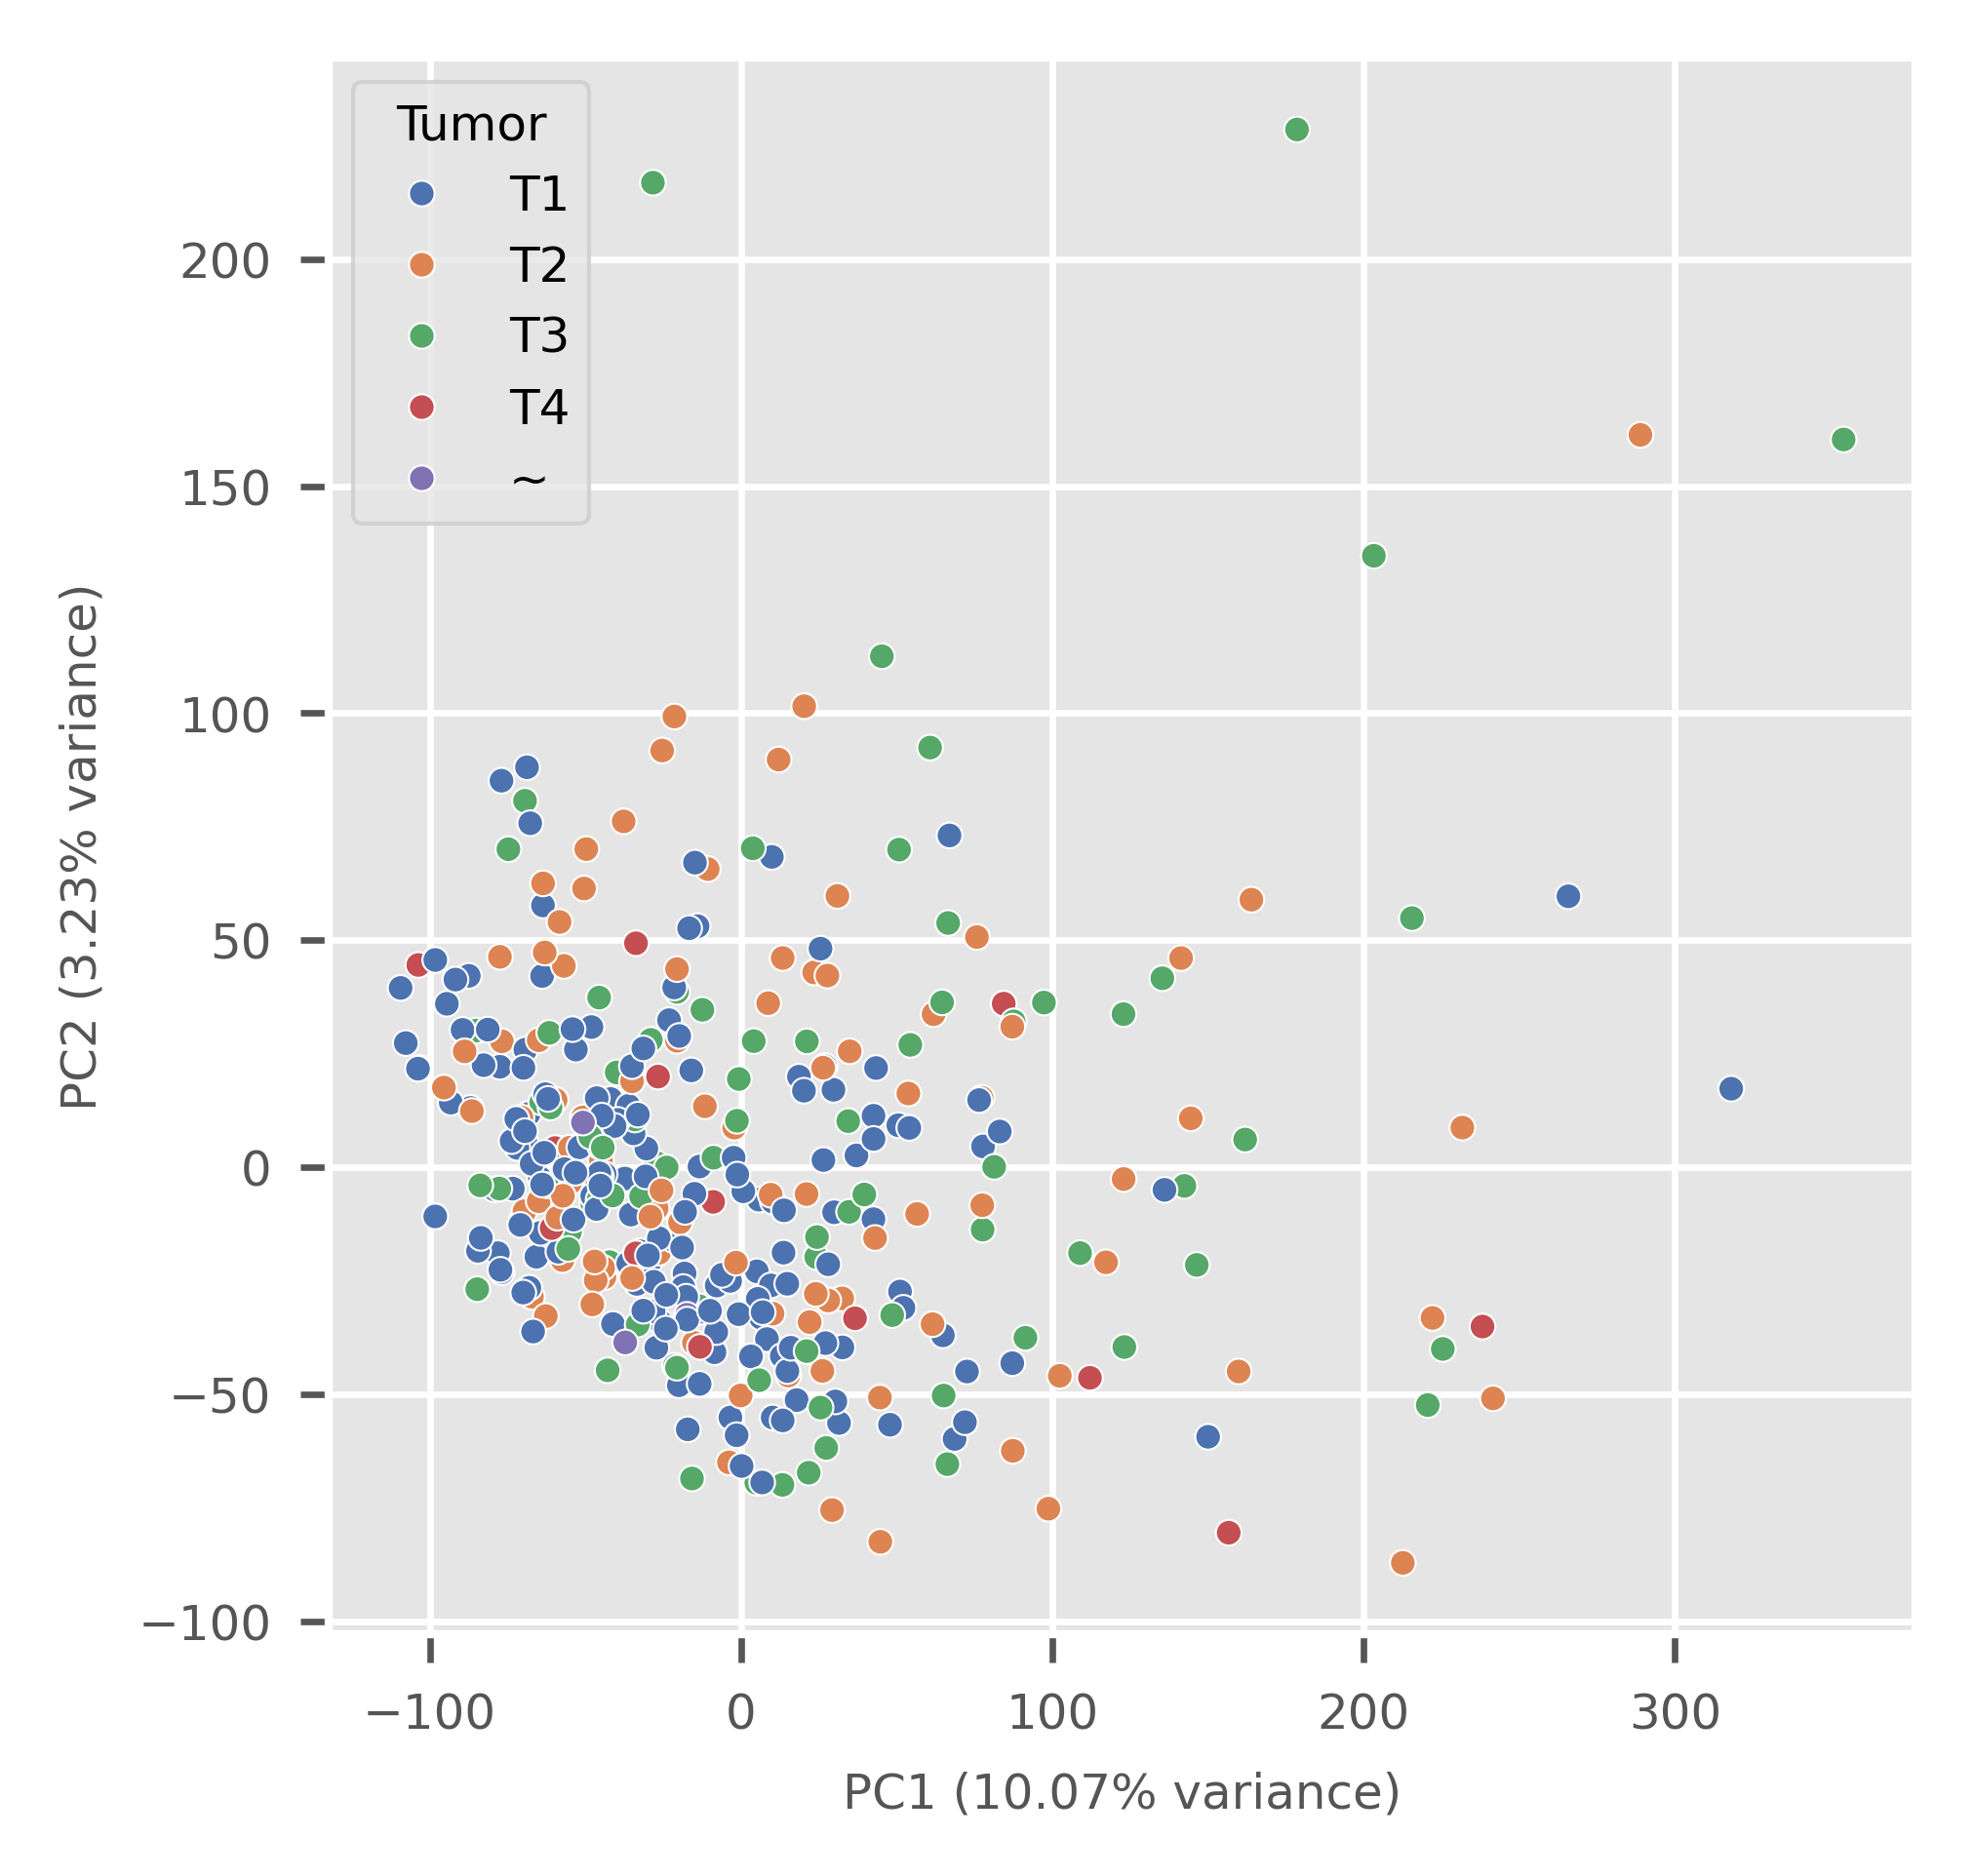 Tumor
T1
T2
T3
T4
~
200
150
100
50
0
−50
−100
PC2 (3.23% variance)
−100 0 100 200 300
PC1 (10.07% variance)